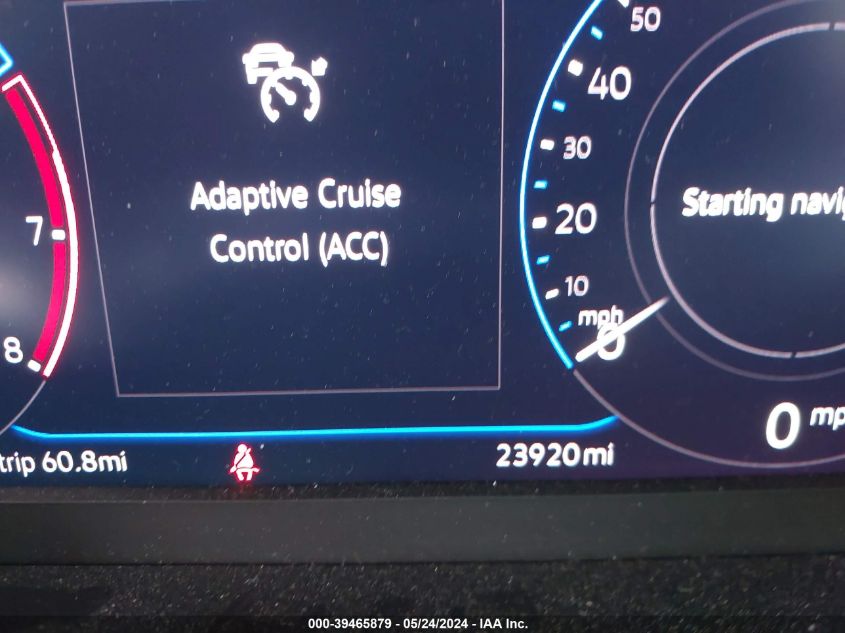 50
40
30
20
10
mph
0
7
8
Adaptive Cruise
Control (ACC)
Starting
0 mp
trip 60.8mi
23920mi
000-39465879 - 05/24/2024 - IAA Inc.